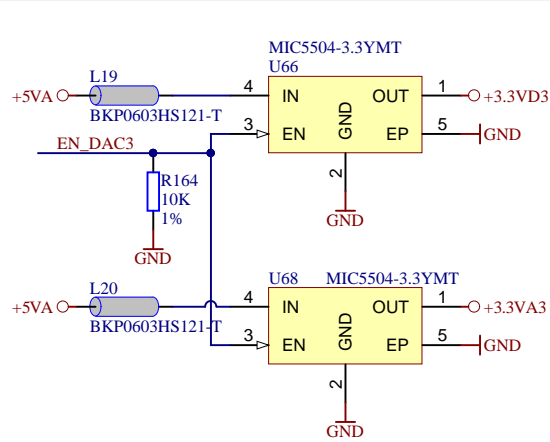 MIC5504-3.3YMT
U66
L19
+5VA
BKP0603HS121-T
4 IN OUT 1 +3.3VD3
GND
3 EN EP 5 GND
2
GND
EN_DAC3
R164
10K
1%
GND
U68 MIC5504-3.3YMT
L20
+5VA
BKP0603HS121-T
4 IN OUT 1 +3.3VA3
GND
3 EN EP 5 GND
2
GND